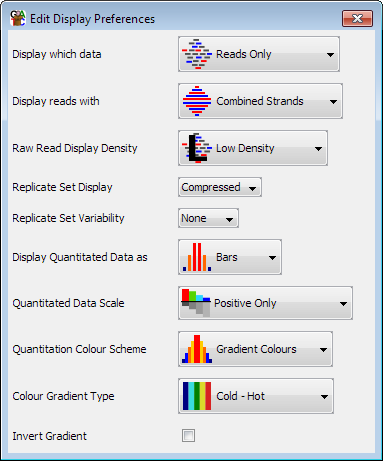 Edit Display Preferences
Display which data Reads Only
Display reads with Combined Strands
Raw Read Display Density Low Density
Replicate Set Display Compressed
Replicate Set Variability None
Display Quantitated Data as Bars
Quantitated Data Scale Positive Only
Quantitation Colour Scheme Gradient Colours
Colour Gradient Type Cold - Hot
Invert Gradient